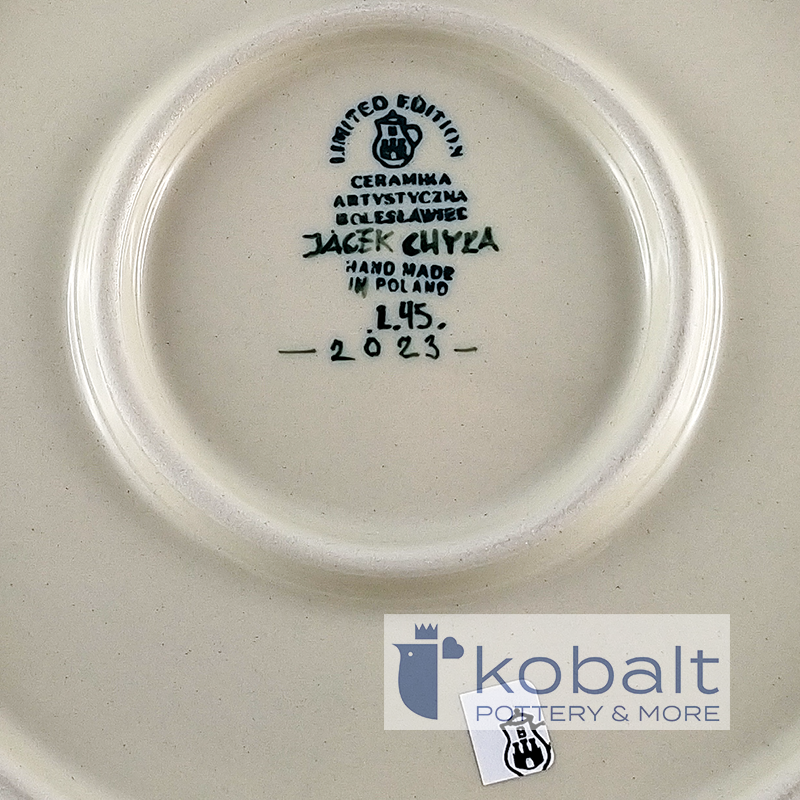 LIMITED EDITION
CERAMIKA
ARTYSTYCZNA
BOLESŁAWIEC
JACEK CHYŁA
HAND MADE
IN POLAND
L.45.
— 2023 —
kobalt
POTTERY & MORE
B